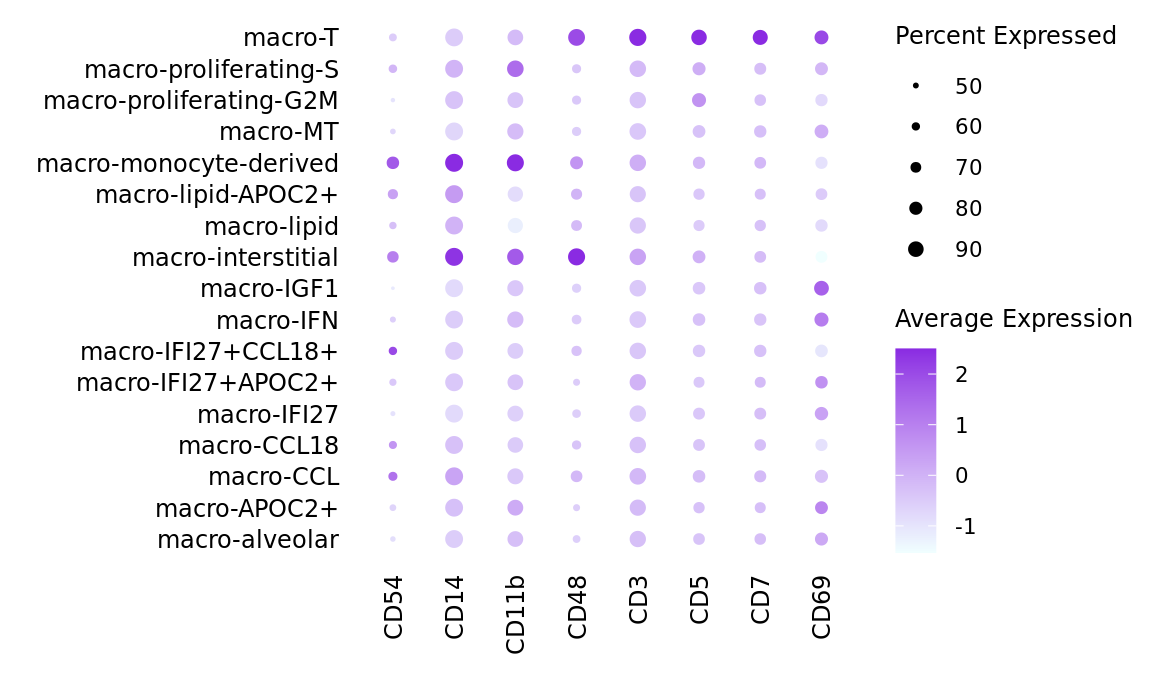 macro-T
macro-proliferating-S
macro-proliferating-G2M
macro-MT
macro-monocyte-derived
macro-lipid-APOC2+
macro-lipid
macro-interstitial
macro-IGF1
macro-IFN
macro-IFI27+CCL18+
macro-IFI27+APOC2+
macro-IFI27
macro-CCL18
macro-CCL
macro-APOC2+
macro-alveolar
CD54
CD14
CD11b
CD48
CD3
CD5
CD7
CD69
Percent Expressed
50
60
70
80
90
Average Expression
2
1
0
-1